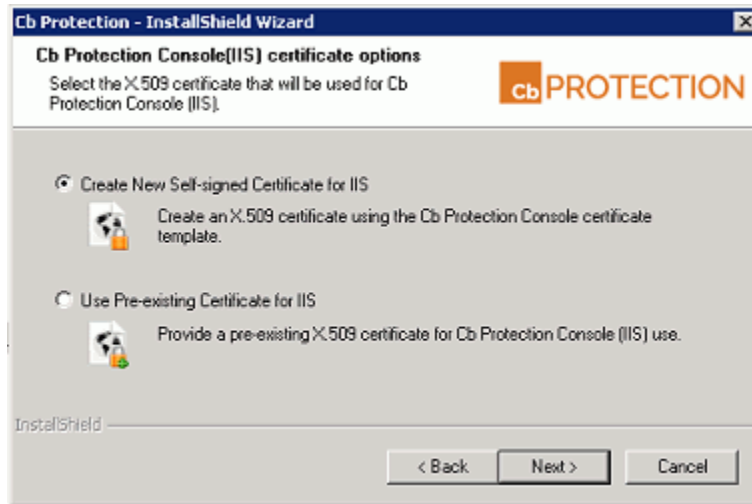 Cb Protection - InstallShield Wizard
Cb Protection Console(IIS) certificate options
Select the X.509 certificate that will be used for Cb
Protection Console (IIS).
Cb PROTECTION
Create New Self-signed Certificate for IIS
Create an X.509 certificate using the Cb Protection Console certificate
template.
Use Pre-existing Certificate for IIS
Provide a pre-existing X.509 certificate for Cb Protection Console (IIS) use.
InstallShield
< Back Next > Cancel